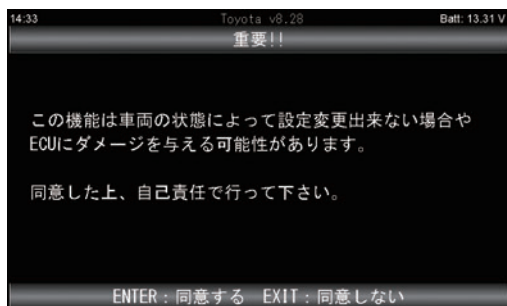 14:33 Toyota v8.28 Batt: 13.31 V
重要!!
この機能は車両の状態によって設定変更出来ない場合や
ECUにダメージを与える可能性があります。
同意した上、自己責任で行って下さい。
ENTER：同意する EXIT：同意しない